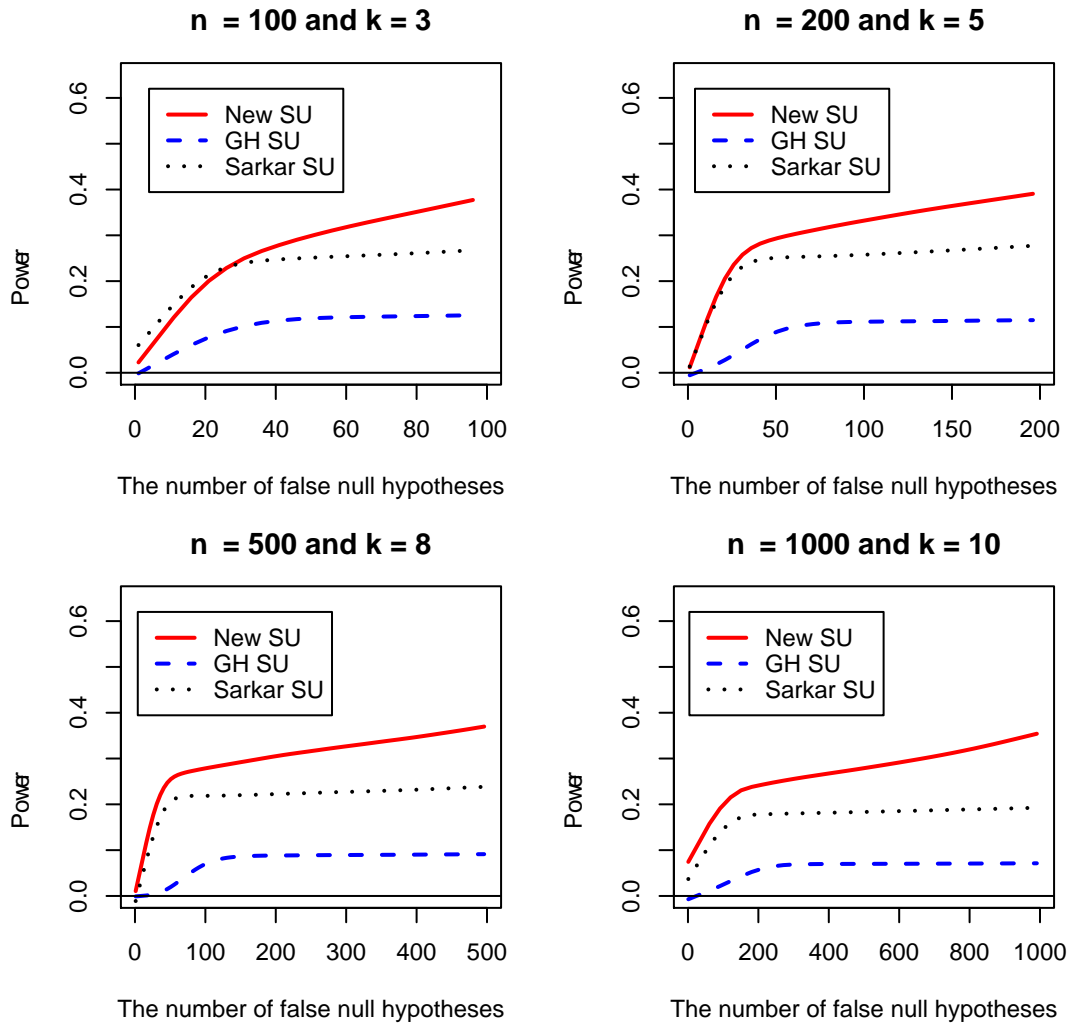 n = 100 and k = 3
0.0 0.2 0.4 0.6
Power
New SU
GH SU
Sarkar SU
0 20 40 60 80 100
The number of false null hypotheses
n = 200 and k = 5
0.0 0.2 0.4 0.6
Power
New SU
GH SU
Sarkar SU
0 50 100 150 200
The number of false null hypotheses
n = 500 and k = 8
0.0 0.2 0.4 0.6
Power
New SU
GH SU
Sarkar SU
0 100 200 300 400 500
The number of false null hypotheses
n = 1000 and k = 10
0.0 0.2 0.4 0.6
Power
New SU
GH SU
Sarkar SU
0 200 400 600 800 1000
The number of false null hypotheses